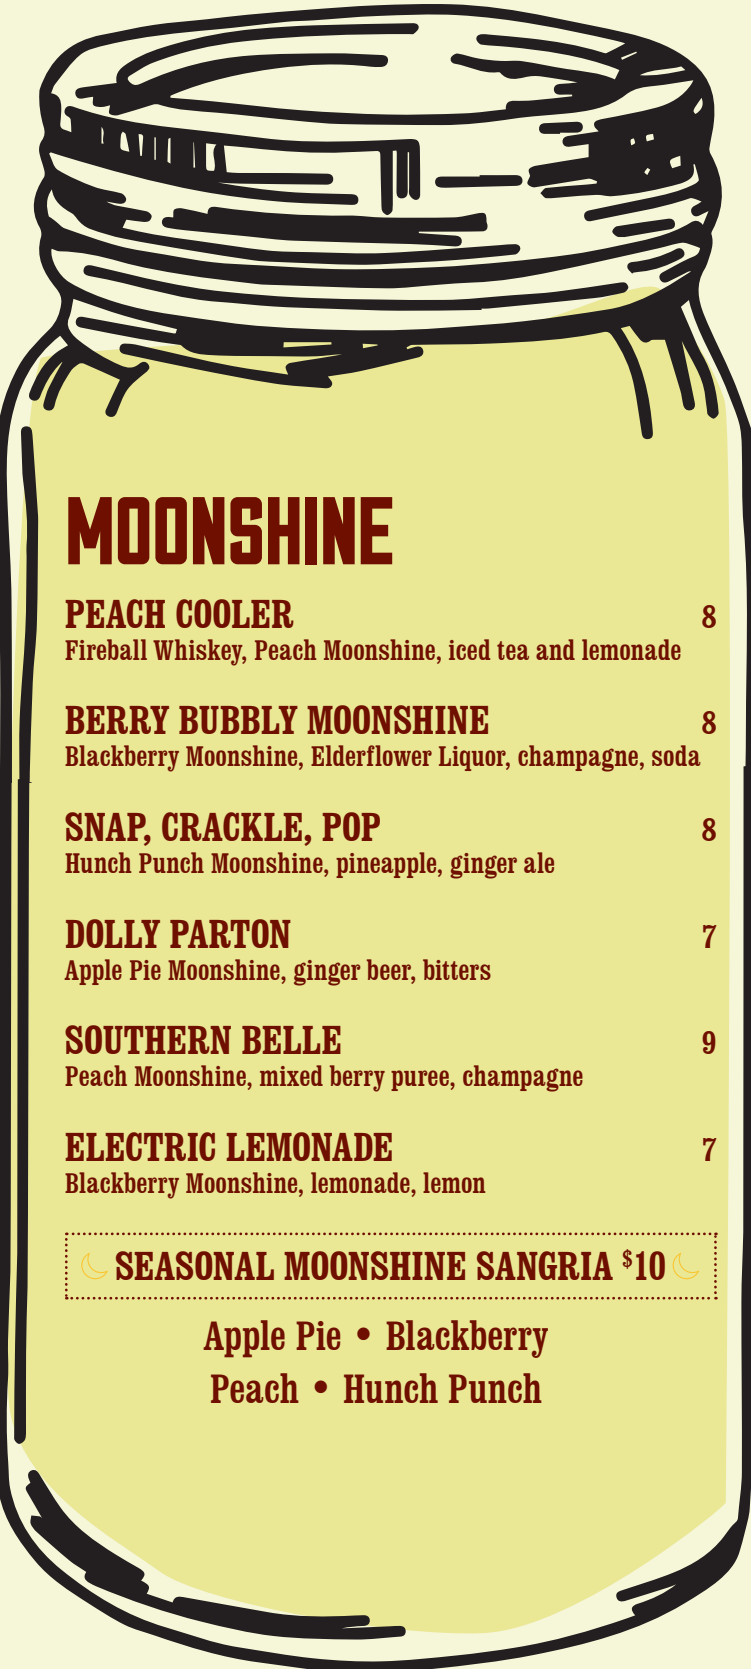 MOONSHINE
PEACH COOLER 8
Fireball Whiskey, Peach Moonshine, iced tea and lemonade
BERRY BUBBLY MOONSHINE 8
Blackberry Moonshine, Elderflower Liquor, champagne, soda
SNAP, CRACKLE, POP 8
Hunch Punch Moonshine, pineapple, ginger ale
DOLLY PARTON 7
Apple Pie Moonshine, ginger beer, bitters
SOUTHERN BELLE 9
Peach Moonshine, mixed berry puree, champagne
ELECTRIC LEMONADE 7
Blackberry Moonshine, lemonade, lemon
SEASONAL MOONSHINE SANGRIA $10
Apple Pie • Blackberry
Peach • Hunch Punch